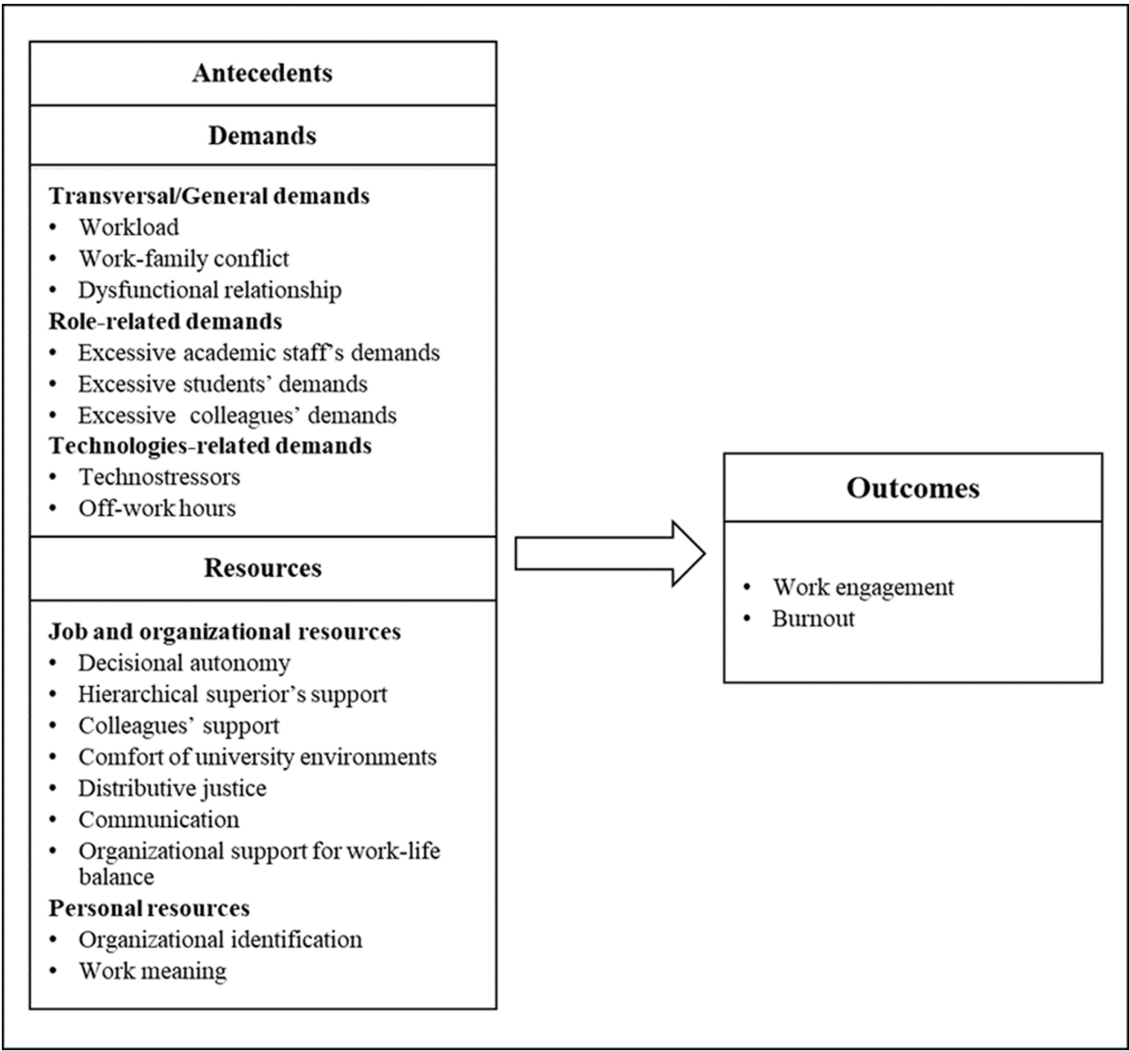 Antecedents
Demands
Transversal/General demands
• Workload
• Work-family conflict
• Dysfunctional relationship
Role-related demands
• Excessive academic staff’s demands
• Excessive students’ demands
• Excessive colleagues’ demands
Technologies-related demands
• Technostressors
• Off-work hours
Resources
Job and organizational resources
• Decisional autonomy
• Hierarchical superior’s support
• Colleagues’ support
• Comfort of university environments
• Distributive justice
• Communication
• Organizational support for work-life
balance
Personal resources
• Organizational identification
• Work meaning
Outcomes
• Work engagement
• Burnout